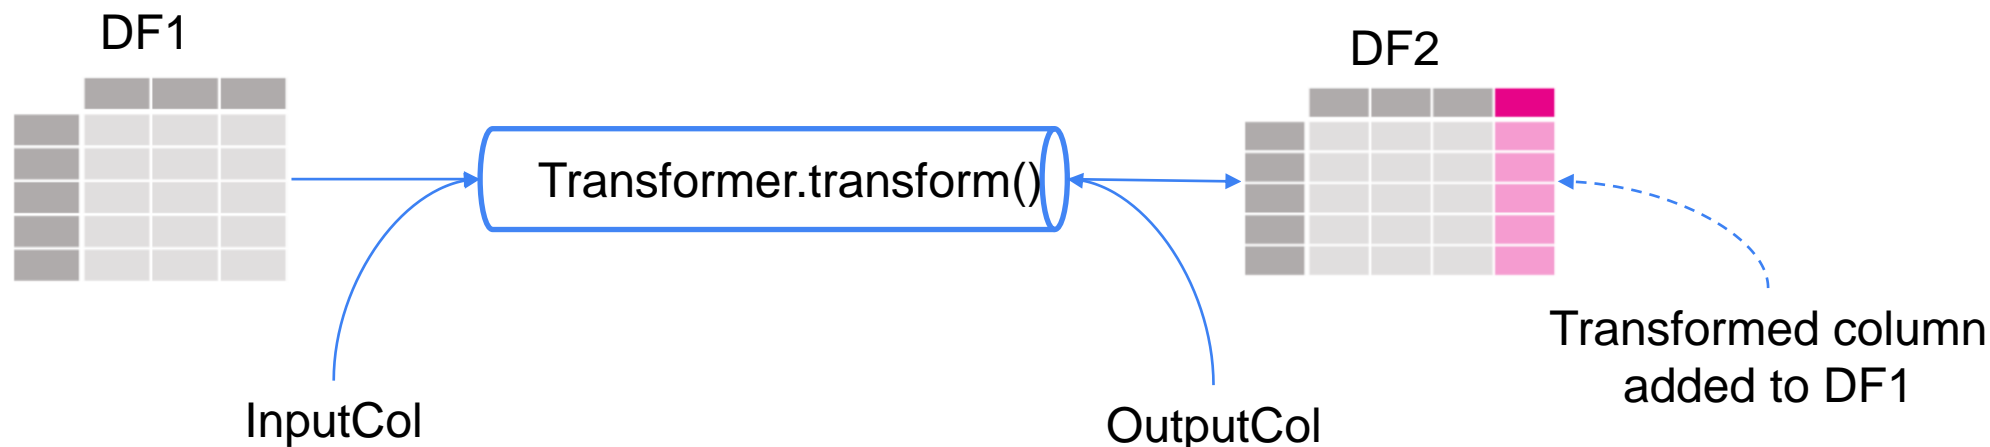 DF1
DF2
Transformer.transform()
Transformed column
added to DF1
InputCol
OutputCol